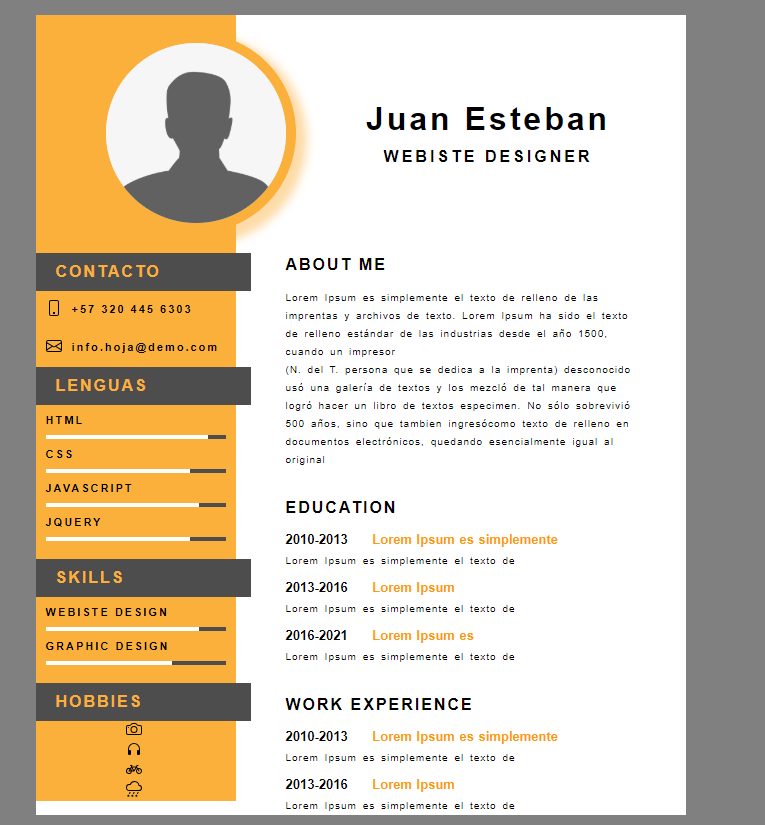 Juan Esteban
WEBISTE DESIGNER
CONTACTO
+57 320 445 6303
info.hoja@demo.com
LENGUAS
HTML
CSS
JAVASCRIPT
JQUERY
SKILLS
WEBISTE DESIGN
GRAPHIC DESIGN
HOBBIES
ABOUT ME
Lorem Ipsum es simplemente el texto de relleno de las
imprentas y archivos de texto. Lorem Ipsum ha sido el texto
de relleno estándar de las industrias desde el año 1500,
cuando un impresor
(N. del T. persona que se dedica a la imprenta) desconocido
usó una galería de textos y los mezcló de tal manera que
logró hacer un libro de textos especimen. No sólo sobrevivió
500 años, sino que tambien ingresócomo texto de relleno en
documentos electrónicos, quedando esencialmente igual al
original
EDUCATION
2010-2013 Lorem Ipsum es simplemente
Lorem Ipsum es simplemente el texto de
2013-2016 Lorem Ipsum
Lorem Ipsum es simplemente el texto de
2016-2021 Lorem Ipsum es
Lorem Ipsum es simplemente el texto de
WORK EXPERIENCE
2010-2013 Lorem Ipsum es simplemente
Lorem Ipsum es simplemente el texto de
2013-2016 Lorem Ipsum
Lorem Ipsum es simplemente el texto de